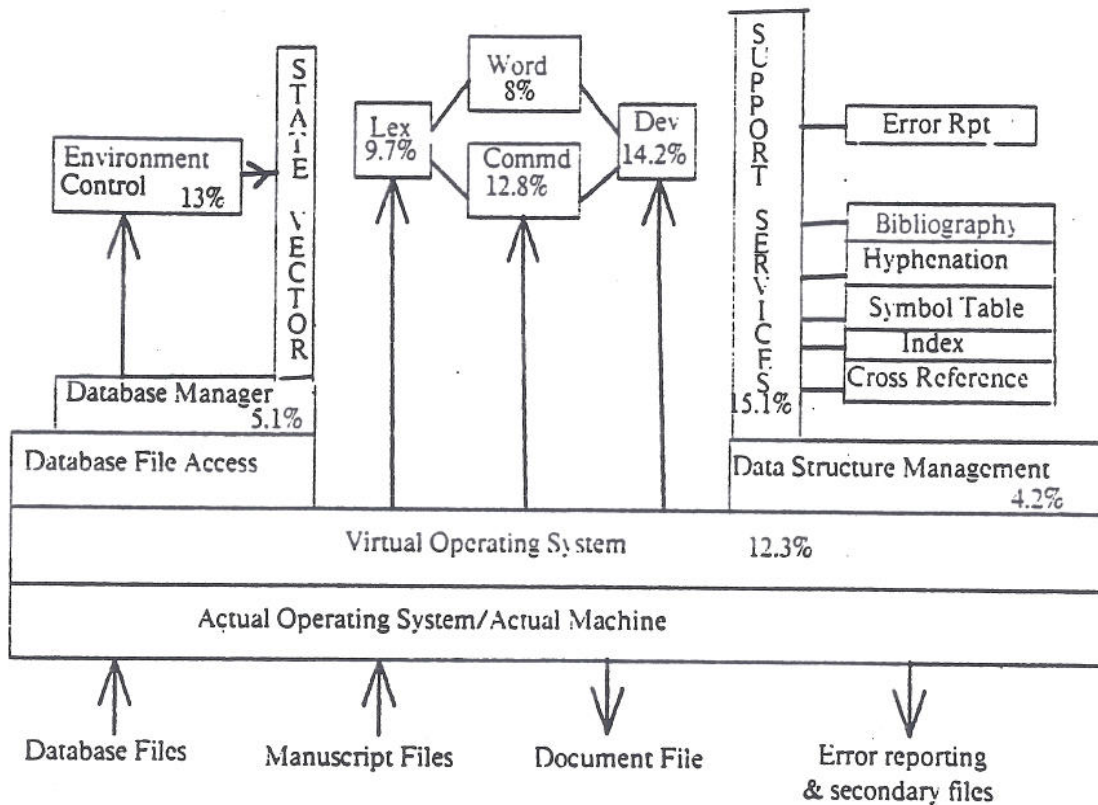 STATE VECTOR
Word
8%
Lex
9.7%
Commd
12.8%
Dev
14.2%
Environment
Control 13%
SUPPORT SERVICES
15.1%
Error Rpt
Bibliography
Hyphenation
Symbol Table
Index
Cross Reference
Database Manager
5.1%
Database File Access
Data Structure Management
4.2%
Virtual Operating System 12.3%
Actual Operating System/Actual Machine
Database Files
Manuscript Files
Document File
Error reporting
& secondary files